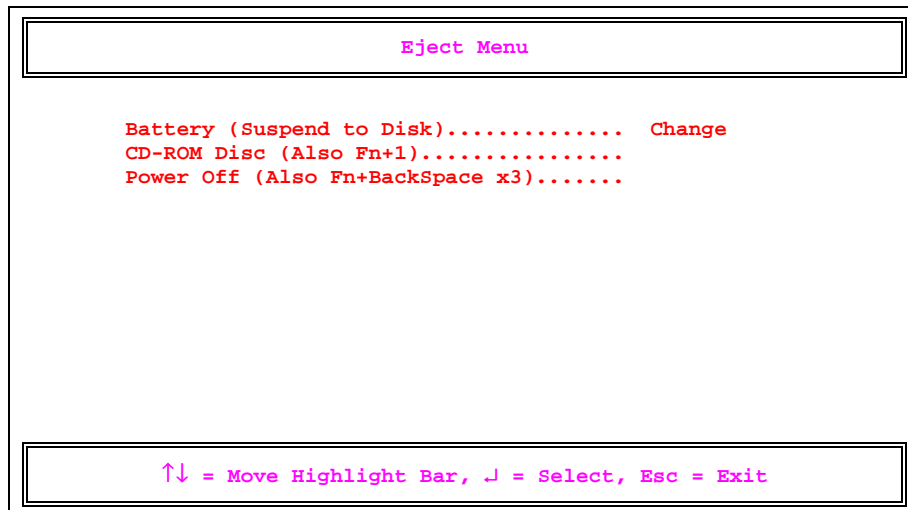 Eject Menu
Battery (Suspend to Disk).............. Change
CD-ROM Disc (Also Fn+1)................
Power Off (Also Fn+BackSpace x3).......
↑↓ = Move Highlight Bar, ↵ = Select, Esc = Exit